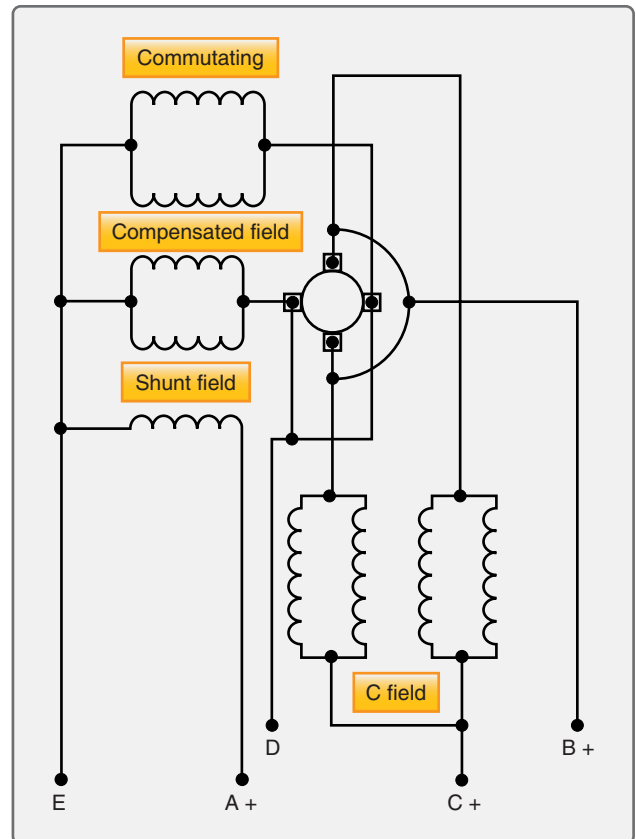 Commutating
Compensated field
Shunt field
C field
D
B +
E
A +
C +